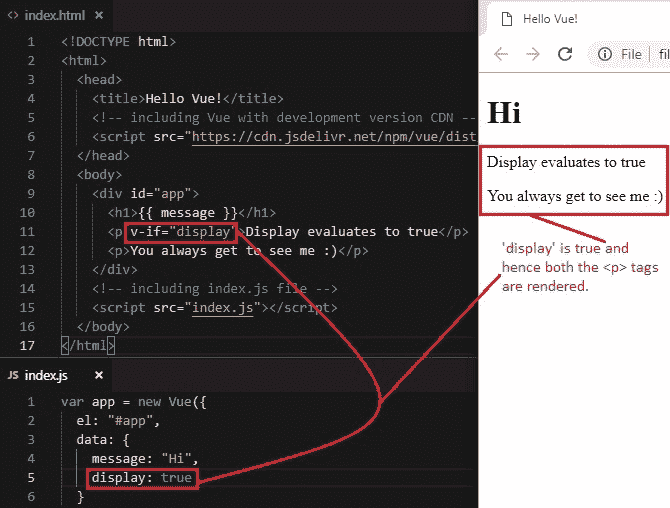 index.html ×
1 <!DOCTYPE html>
2 <html>
3 <head>
4 <title>Hello Vue!</title>
5 <!-- including Vue with development version CDN --
6 <script src="https://cdn.jsdelivr.net/npm/vue/dist
7 </head>
8 <body>
9 <div id="app">
10 <h1>{{ message }}</h1>
11 <p v-if="display">Display evaluates to true</p>
12 <p>You always get to see me :)</p>
13 </div>
14 <!-- including index.js file -->
15 <script src="index.js"></script>
16 </body>
17 </html>
JS index.js ×
1 var app = new Vue({
2 el: "#app",
3 data: {
4 message: "Hi",
5 display: true
6 }
Hello Vue!
File fil
Hi
Display evaluates to true
You always get to see me :)
'display' is true and
hence both the <p> tags
are rendered.